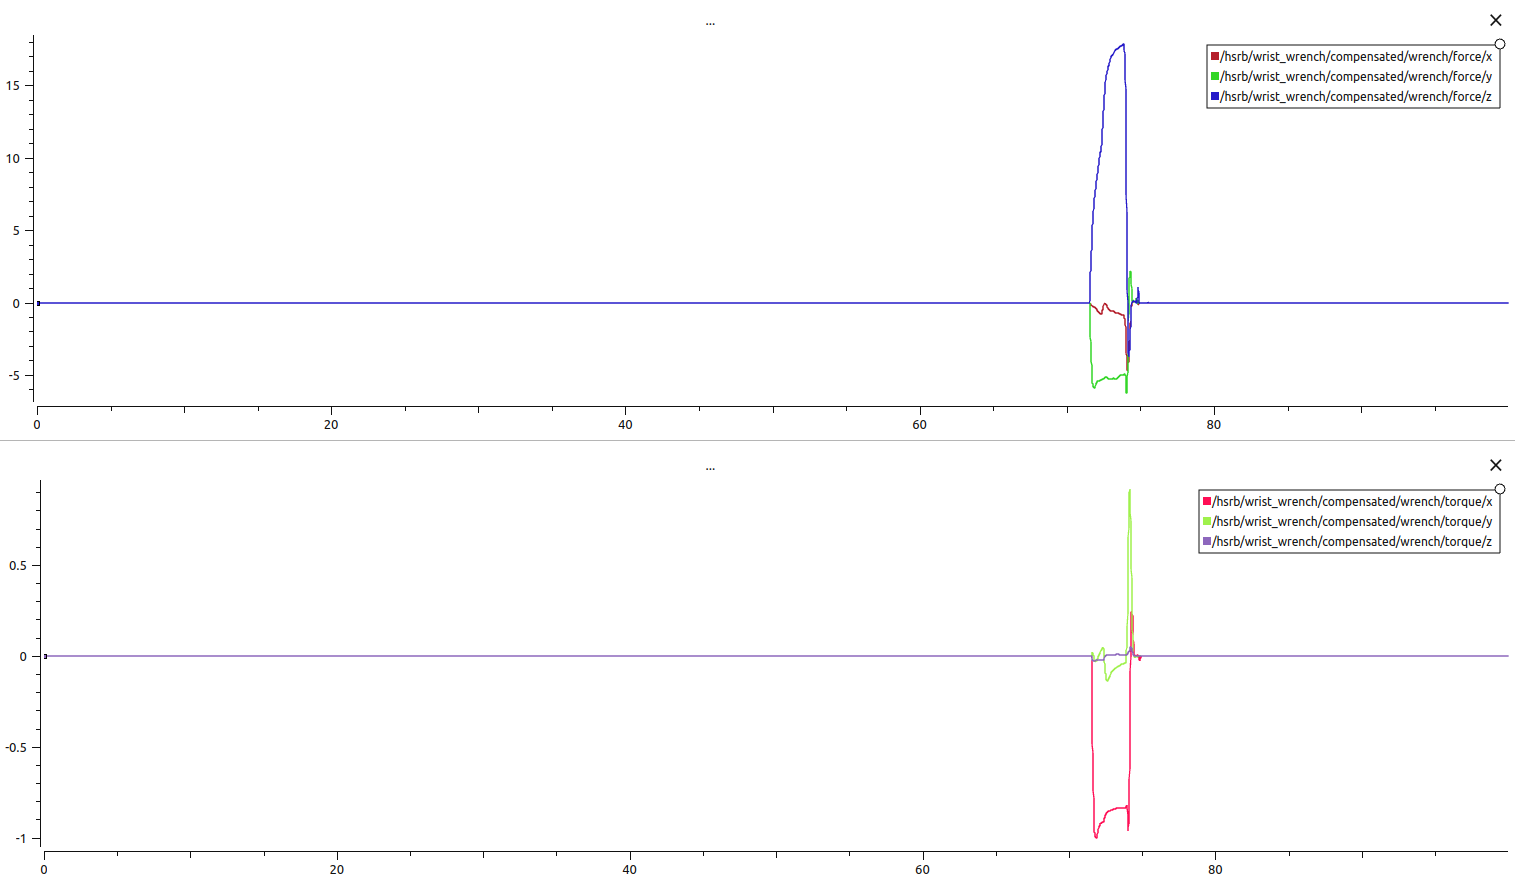 ...
/hsrb/wrist_wrench/compensated/wrench/force/x
/hsrb/wrist_wrench/compensated/wrench/force/y
/hsrb/wrist_wrench/compensated/wrench/force/z
15
10
5
0
-5
0 20 40 60 80
...
/hsrb/wrist_wrench/compensated/wrench/torque/x
/hsrb/wrist_wrench/compensated/wrench/torque/y
/hsrb/wrist_wrench/compensated/wrench/torque/z
0.5
0
-0.5
-1
0 20 40 60 80